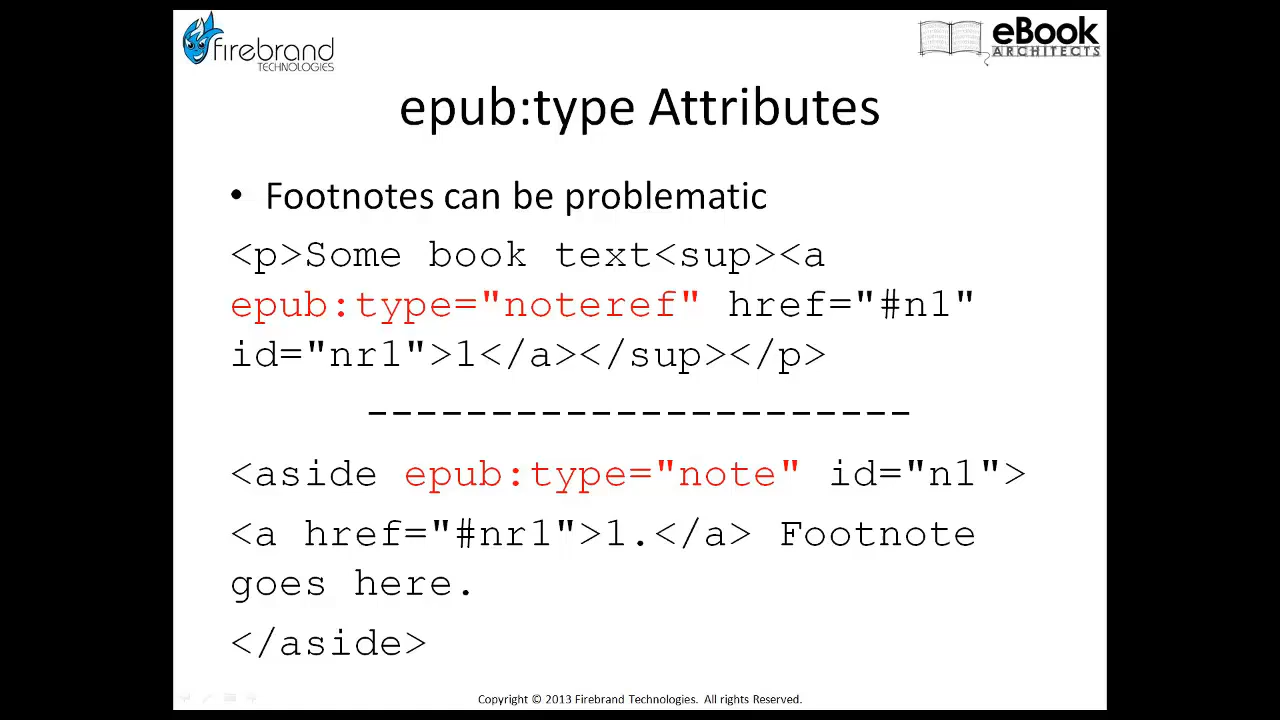 firebrand
TECHNOLOGIES
eBook
ARCHITECTS
epub:type Attributes
• Footnotes can be problematic
<p>Some book text<sup><a
epub:type="noteref" href="#n1"
id="nr1">1</a></sup></p>
----------------------
<aside epub:type="note" id="n1">
<a href="#nr1">1.</a> Footnote
goes here.
</aside>
Copyright © 2013 Firebrand Technologies. All rights Reserved.